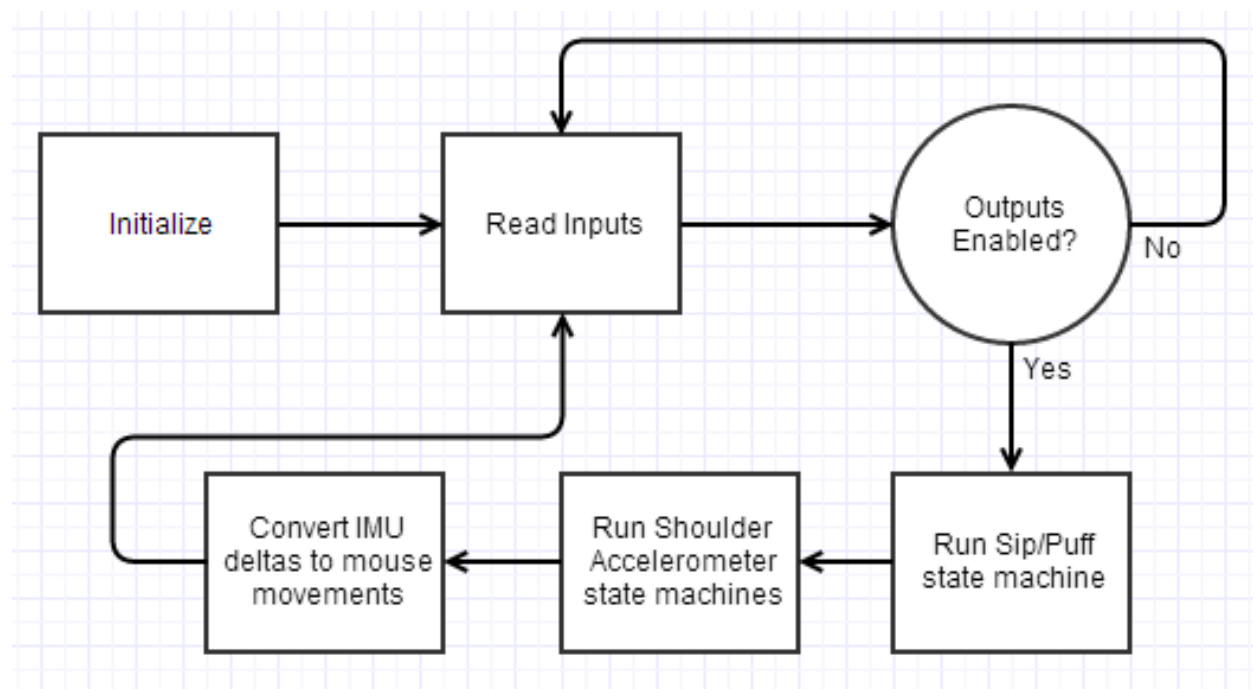 Initialize
Read Inputs
Outputs
Enabled?
No
Yes
Run Sip/Puff
state machine
Run Shoulder
Accelerometer
state machines
Convert IMU
deltas to mouse
movements